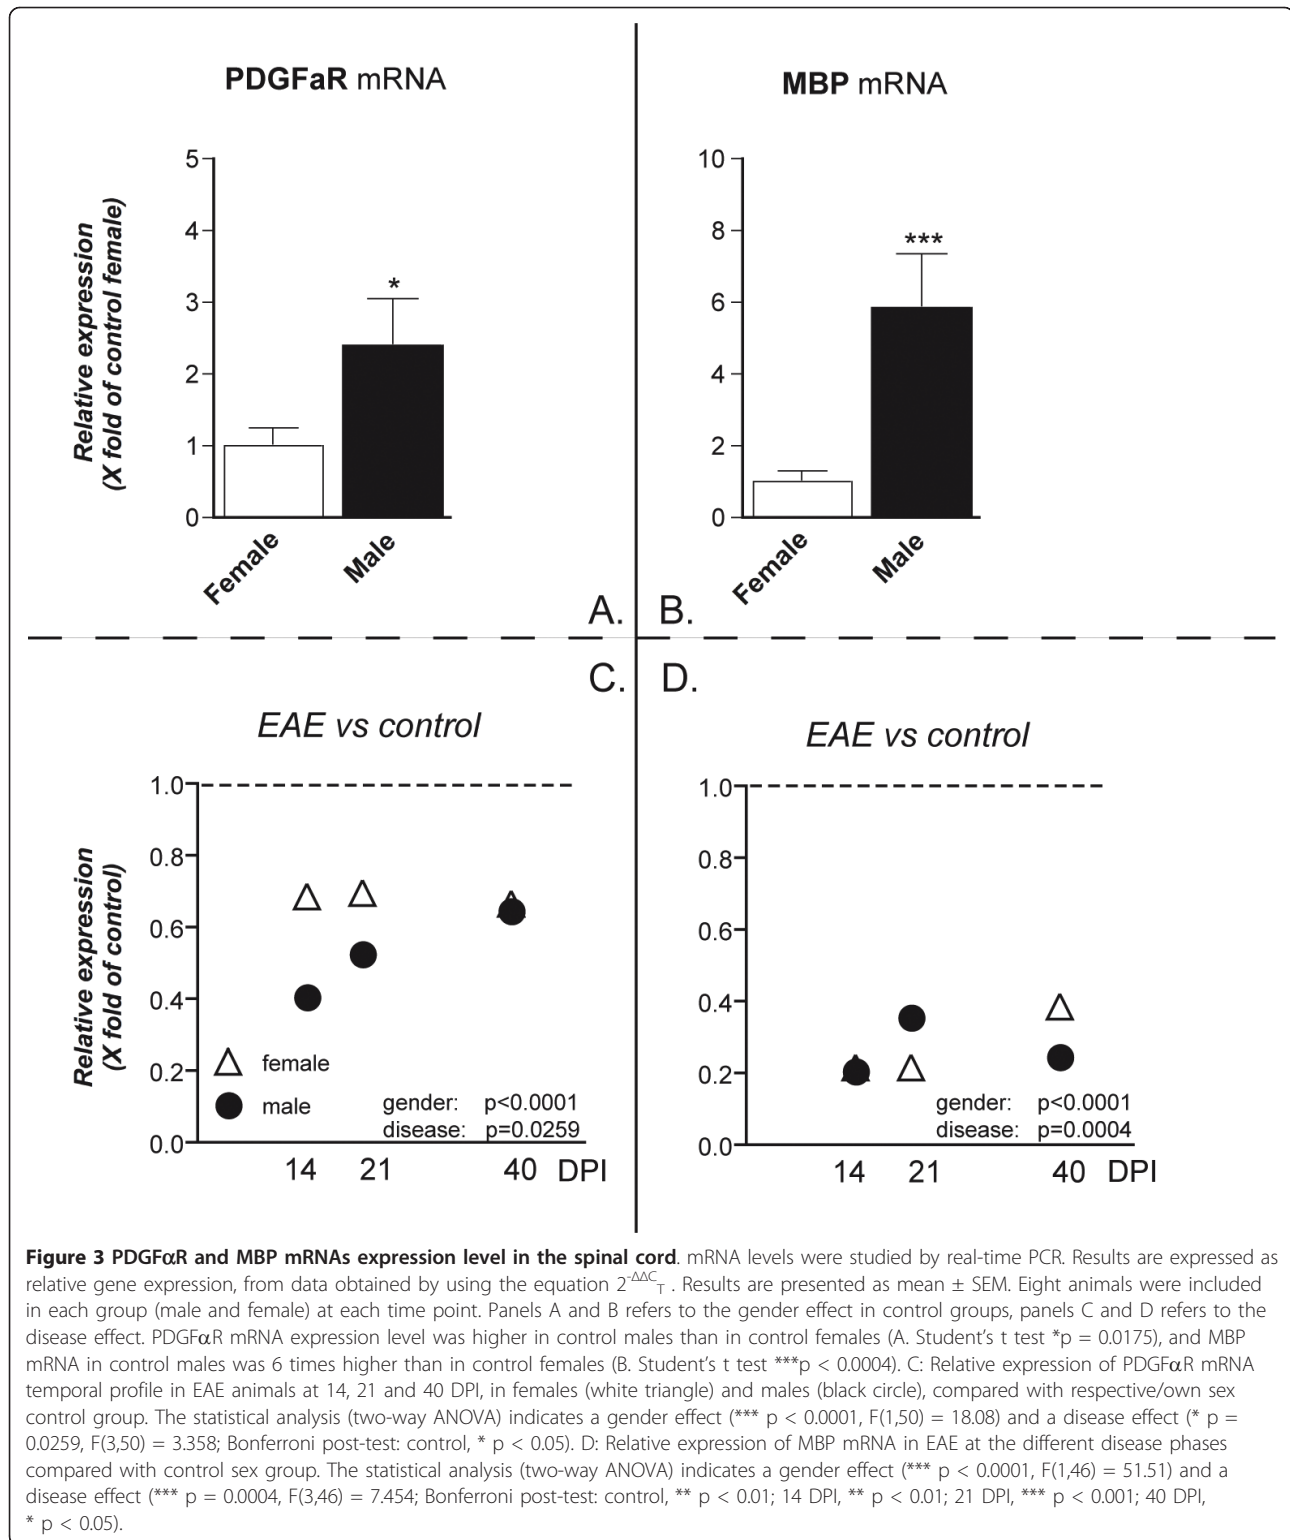 PDGFaR mRNA
Relative expression
(X fold of control female)
5
4
3
2
1
0
*
Female
Male
A.
MBP mRNA
10
8
6
4
2
0
***
Female
Male
B.
C.
EAE vs control
Relative expression
(X fold of control)
1.0
0.8
0.6
0.4
0.2
0.0
female
male
gender: p<0.0001
disease: p=0.0259
14 21 40 DPI
D.
EAE vs control
1.0
0.8
0.6
0.4
0.2
0.0
gender: p<0.0001
disease: p=0.0004
14 21 40 DPI
Figure 3 PDGFαR and MBP mRNAs expression level in the spinal cord. mRNA levels were studied by real-time PCR. Results are expressed as
relative gene expression, from data obtained by using the equation 2^-ΔΔC_T . Results are presented as mean ± SEM. Eight animals were included
in each group (male and female) at each time point. Panels A and B refers to the gender effect in control groups, panels C and D refers to the
disease effect. PDGFαR mRNA expression level was higher in control males than in control females (A. Student's t test *p = 0.0175), and MBP
mRNA in control males was 6 times higher than in control females (B. Student's t test ***p < 0.0004). C: Relative expression of PDGFαR mRNA
temporal profile in EAE animals at 14, 21 and 40 DPI, in females (white triangle) and males (black circle), compared with respective/own sex
control group. The statistical analysis (two-way ANOVA) indicates a gender effect (*** p < 0.0001, F(1,50) = 18.08) and a disease effect (* p =
0.0259, F(3,50) = 3.358; Bonferroni post-test: control, * p < 0.05). D: Relative expression of MBP mRNA in EAE at the different disease phases
compared with control sex group. The statistical analysis (two-way ANOVA) indicates a gender effect (*** p < 0.0001, F(1,46) = 51.51) and a
disease effect (*** p = 0.0004, F(3,46) = 7.454; Bonferroni post-test: control, ** p < 0.01; 14 DPI, ** p < 0.01; 21 DPI, *** p < 0.001; 40 DPI,
* p < 0.05).